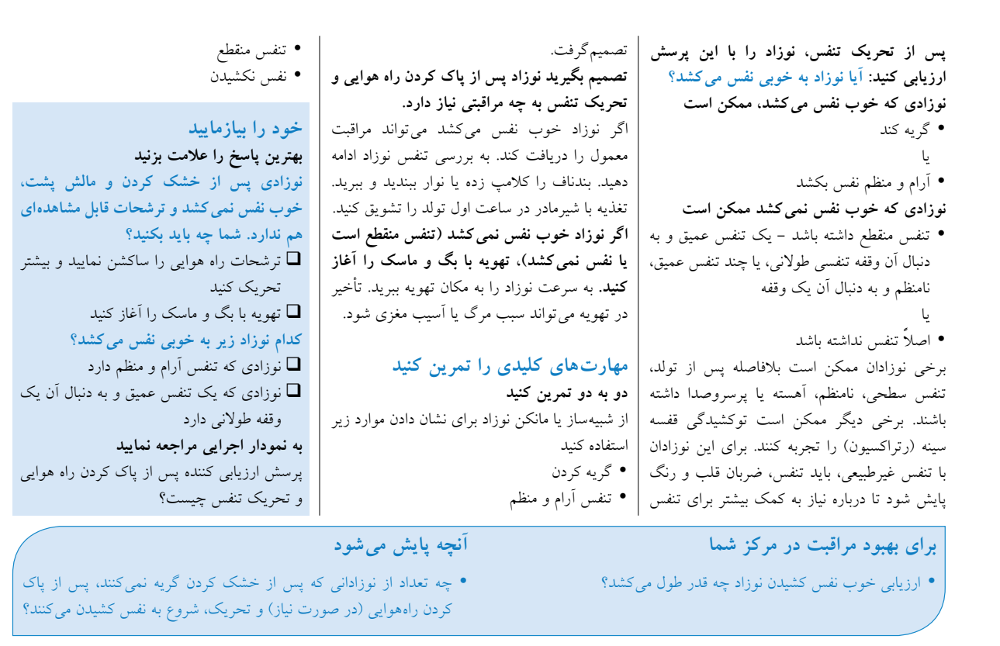 پس از تحریک تنفس، نوزاد را با این پرسش
ارزیابی کنید: آیا نوزاد به خوبی نفس می‌کشد؟
نوزادی که خوب نفس می‌کشد، ممکن است
• گریه کند
یا
• آرام و منظم نفس بکشد
نوزادی که خوب نفس نمی‌کشد ممکن است
• تنفس منقطع داشته باشد – یک تنفس عمیق و به
دنبال آن وقفه تنفسی طولانی، یا چند تنفس عمیق،
نامنظم و به دنبال آن یک وقفه
یا
• اصلاً تنفس نداشته باشد
برخی نوزادان ممکن است بلافاصله پس از تولد،
تنفس سطحی، نامنظم، آهسته یا پرسروصدا داشته
باشند. برخی دیگر ممکن است توکشیدگی قفسه
سینه (رتراکسیون) را تجربه کنند. برای این نوزادان
با تنفس غیرطبیعی، باید تنفس، ضربان قلب و رنگ
پایش شود تا درباره نیاز به کمک بیشتر برای تنفس
تصمیم‌گرفت.
تصمیم بگیرید نوزاد پس از پاک کردن راه هوایی و
تحریک تنفس به چه مراقبتی نیاز دارد.
اگر نوزاد خوب نفس می‌کشد می‌تواند مراقبت
معمول را دریافت کند. به بررسی تنفس نوزاد ادامه
دهید. بندناف را کلامپ زده یا نوار ببندید و ببرید.
تغذیه با شیرمادر در ساعت اول تولد را تشویق کنید.
اگر نوزاد خوب نفس نمی‌کشد (تنفس منقطع است
یا نفس نمی‌کشد)، تهویه با بگ و ماسک را آغاز
کنید. به سرعت نوزاد را به مکان تهویه ببرید. تأخیر
در تهویه می‌تواند سبب مرگ یا آسیب مغزی شود.
مهارت‌های کلیدی را تمرین کنید
دو به دو تمرین کنید
از شبیه‌ساز یا مانکن نوزاد برای نشان دادن موارد زیر
استفاده کنید
• گریه کردن
• تنفس آرام و منظم
• تنفس منقطع
• نفس نکشیدن
خود را بیازمایید
بهترین پاسخ را علامت بزنید
نوزادی پس از خشک کردن و مالش پشت،
خوب نفس نمی‌کشد و ترشحات قابل مشاهده‌ای
هم ندارد. شما چه باید بکنید؟
❑ ترشحات راه هوایی را ساکشن نمایید و بیشتر
تحریک کنید
❑ تهویه با بگ و ماسک را آغاز کنید
کدام نوزاد زیر به خوبی نفس می‌کشد؟
❑ نوزادی که تنفس آرام و منظم دارد
❑ نوزادی که یک تنفس عمیق و به دنبال آن یک
وقفه طولانی دارد
به نمودار اجرایی مراجعه نمایید
پرسش ارزیابی کننده پس از پاک کردن راه هوایی
و تحریک تنفس چیست؟
برای بهبود مراقبت در مرکز شما
• ارزیابی خوب نفس کشیدن نوزاد چه قدر طول می‌کشد؟
آنچه پایش می‌شود
• چه تعداد از نوزادانی که پس از خشک کردن گریه نمی‌کنند، پس از پاک
کردن راه‌هوایی (در صورت نیاز) و تحریک، شروع به نفس کشیدن می‌کنند؟